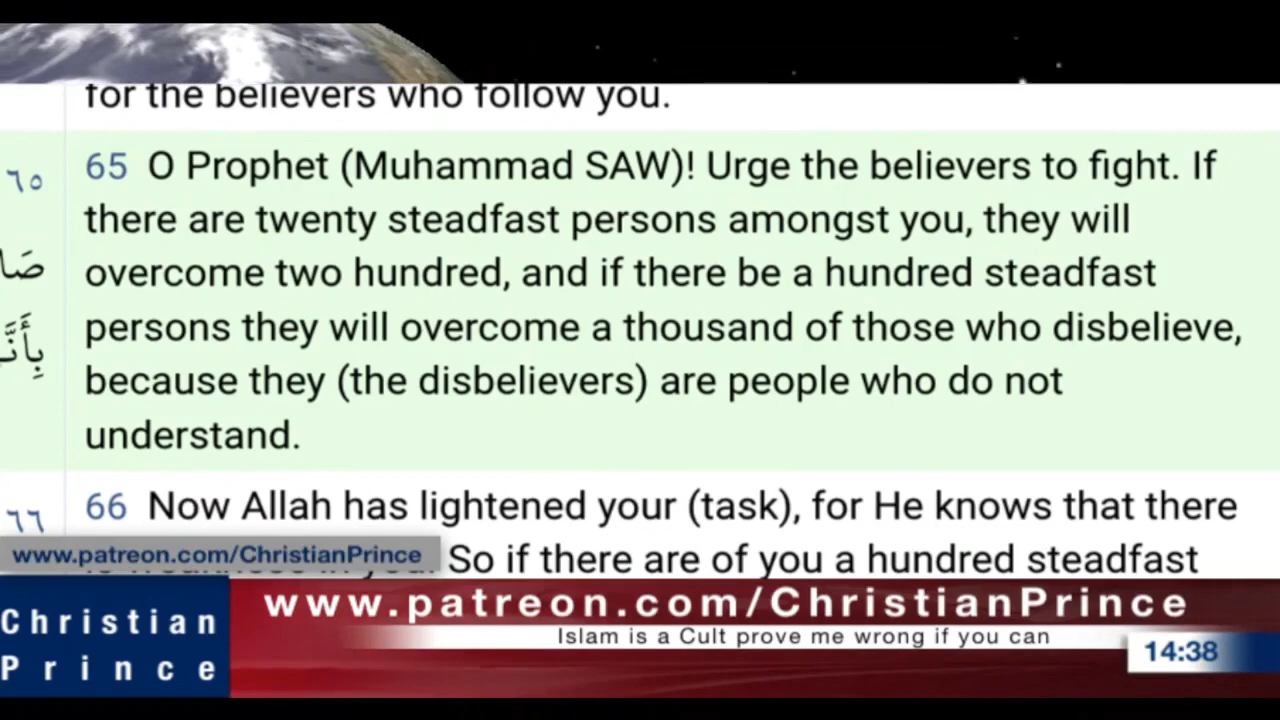 for the believers who follow you.
٦٥
65 O Prophet (Muhammad SAW)! Urge the believers to fight. If
there are twenty steadfast persons amongst you, they will
overcome two hundred, and if there be a hundred steadfast
persons they will overcome a thousand of those who disbelieve,
because they (the disbelievers) are people who do not
understand.
٦٦
66 Now Allah has lightened your (task), for He knows that there
So if there are of you a hundred steadfast
www.patreon.com/ChristianPrince
www.patreon.com/ChristianPrince
Islam is a Cult prove me wrong if you can
Christian
Prince
14:38